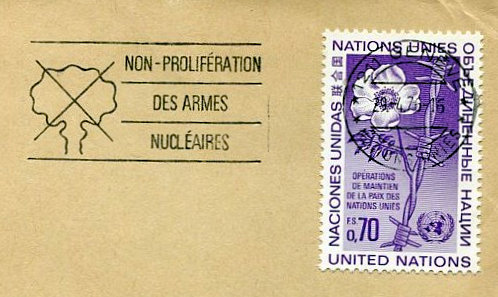 NON-PROLIFÉRATION
DES ARMES
NUCLÉAIRES
NATIONS UNIES
ОБЪЕДИНЕННЫЕ НАЦИИ
联合国
NACIONES UNIDAS
GENÈVE
OPÉRATIONS
DE MAINTIEN
DE LA PAIX DES
NATIONS UNIES
F.S.
0,70
UNITED NATIONS